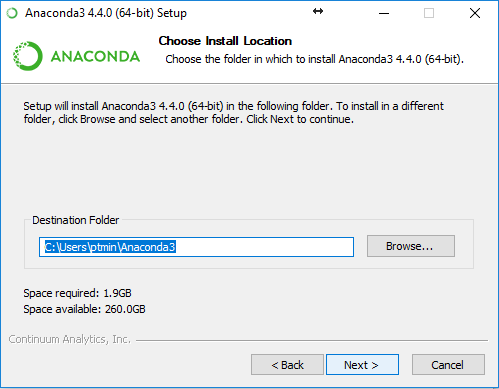 Anaconda3 4.4.0 (64-bit) Setup
ANACONDA
Choose Install Location
Choose the folder in which to install Anaconda3 4.4.0 (64-bit).
Setup will install Anaconda3 4.4.0 (64-bit) in the following folder. To install in a different
folder, click Browse and select another folder. Click Next to continue.
Destination Folder
C:\Users\ptmin\Anaconda3
Browse...
Space required: 1.9GB
Space available: 260.0GB
Continuum Analytics, Inc.
< Back
Next >
Cancel